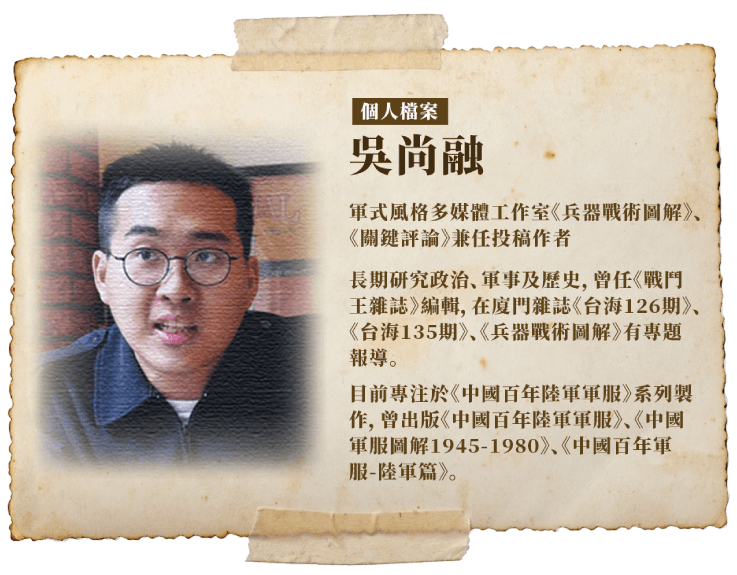 個人檔案
吳尚融
軍式風格多媒體工作室《兵器戰術圖解》、
《關鍵評論》兼任投稿作者
長期研究政治、軍事及歷史, 曾任《戰鬥
王雜誌》編輯, 在廈門雜誌《台海126期》、
《台海135期》、《兵器戰術圖解》有專題
報導。
目前專注於《中國百年陸軍軍服》系列製
作, 曾出版《中國百年陸軍軍服》、《中國
軍服圖解1945-1980》、《中國百年軍
服-陸軍篇》。